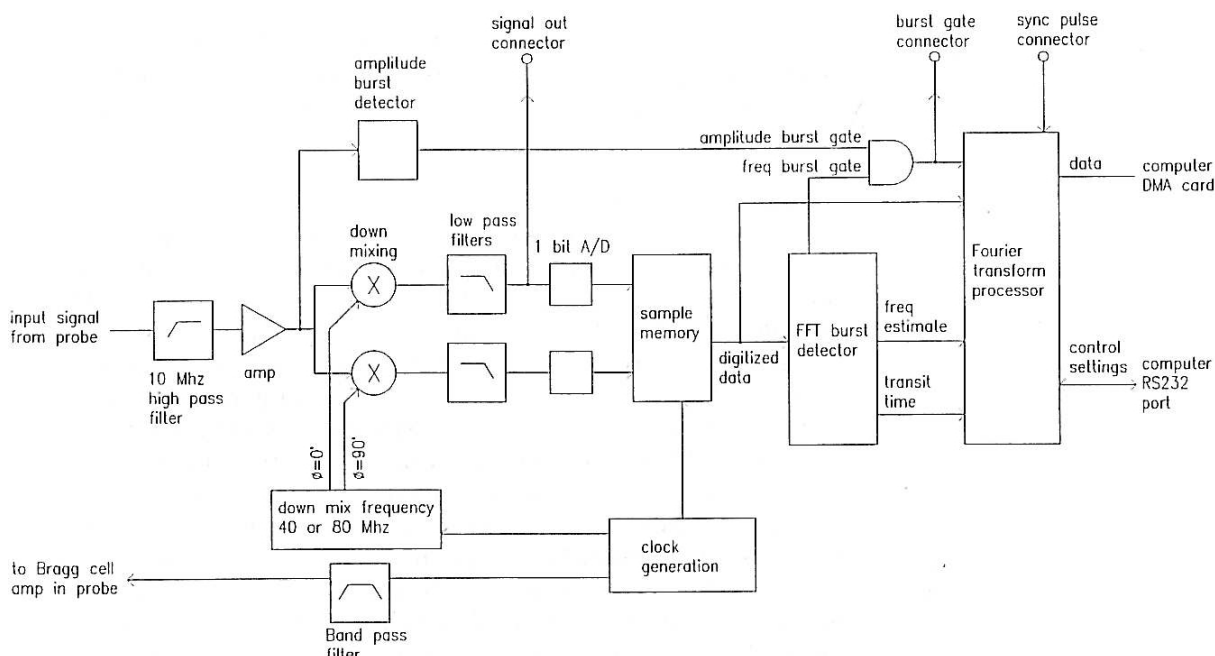 signal out
connector
burst gate
connector
sync pulse
connector
amplitude
burst
detector
amplitude burst gate
freq burst gate
data
computer
DMA card
down
mixing
low pass
filters
1 bit A/D
X
sample
memory
Fourier
transform
processor
input signal
from probe
10 Mhz
high pass
filter
amp
X
digitized
data
FFT burst
detector
freq
estimate
transit
time
control
settings
computer
RS232
port
ø=0°
ø=90°
down mix frequency
40 or 80 Mhz
clock
generation
to Bragg cell
amp in probe
Band pass
filter